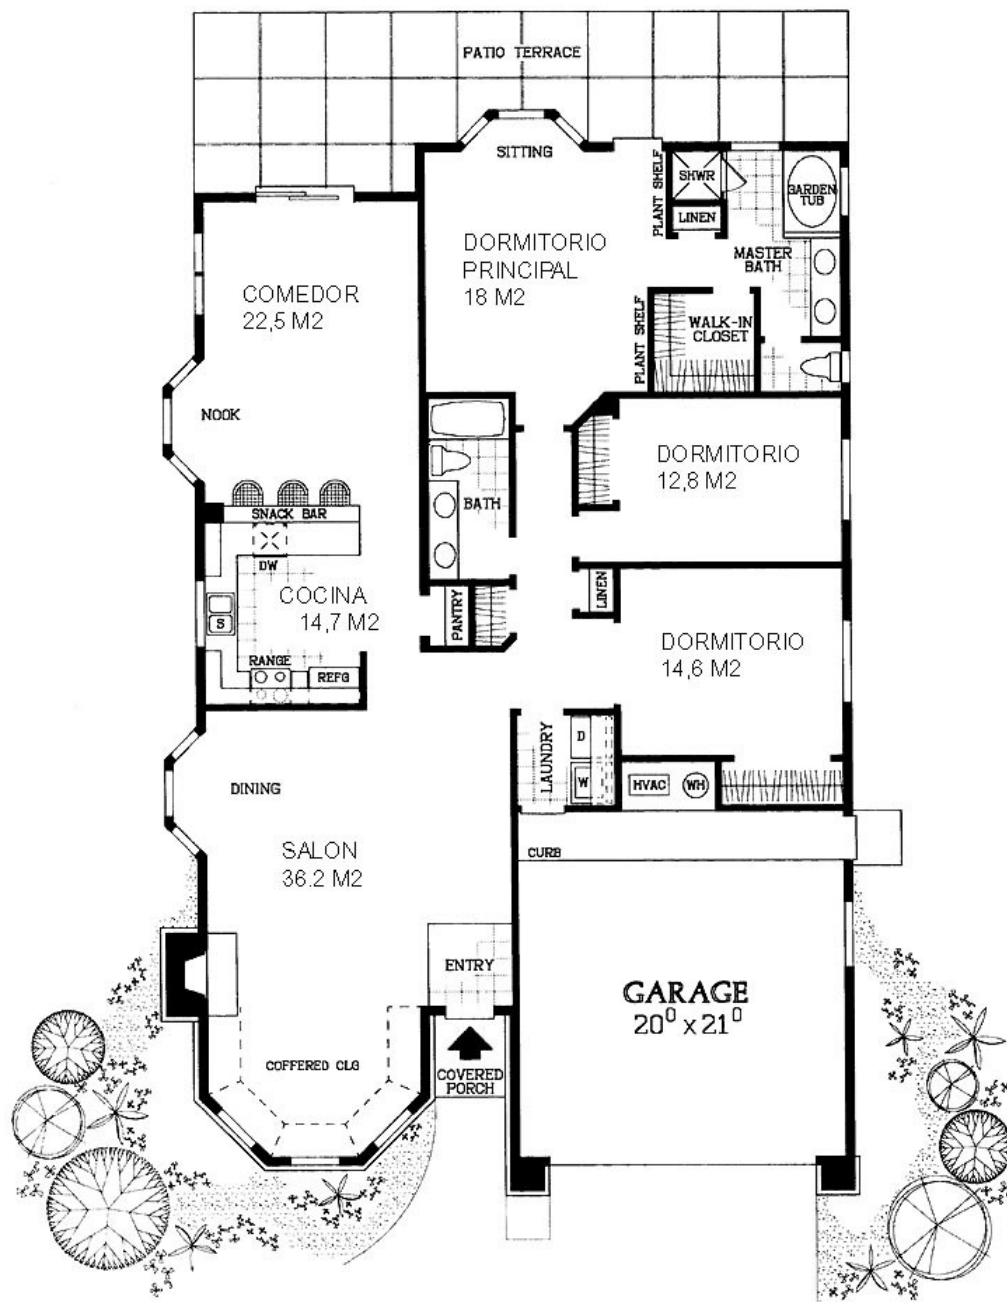 PATIO TERRACE
SITTING
PLANT SHELF
SHWR
GARDEN
TUB
LINEN
DORMITORIO
PRINCIPAL
18 M2
MASTER
BATH
COMEDOR
22,5 M2
PLANT SHELF
WALK-IN
CLOSET
NOOK
DORMITORIO
12,8 M2
BATH
SNACK BAR
DW
COCINA
14,7 M2
S
PANTRY
LINEN
DORMITORIO
14,6 M2
RANGE
REFG
LAUNDRY
D
W
HVAC
WH
DINING
SALON
36.2 M2
CURB
ENTRY
GARAGE
20⁰ x 21⁰
COFFERED CLG
COVERED
PORCH